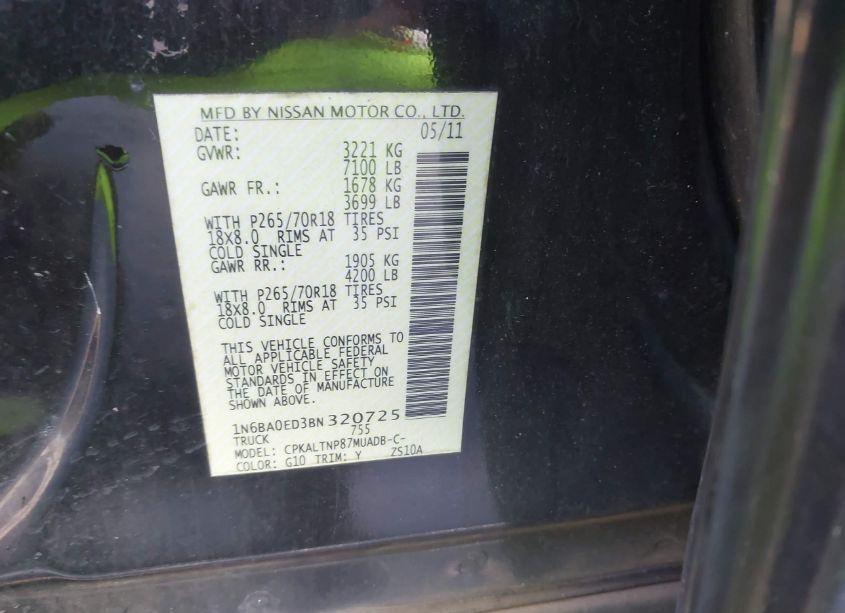 MFD BY NISSAN MOTOR CO., LTD.
DATE: 05/11
GVWR: 3221 KG
7100 LB
GAWR FR.: 1678 KG
3699 LB
WITH P265/70R18 TIRES
18X8.0 RIMS AT 35 PSI
COLD SINGLE
GAWR RR.: 1905 KG
4200 LB
WITH P265/70R18 TIRES
18X8.0 RIMS AT 35 PSI
COLD SINGLE
THIS VEHICLE CONFORMS TO
ALL APPLICABLE FEDERAL
MOTOR VEHICLE SAFETY
STANDARDS IN EFFECT ON
THE DATE OF MANUFACTURE
SHOWN ABOVE.
1N6BA0ED3BN320725
TRUCK 755
MODEL: CPKALTNP87MUADB-C-
COLOR: G10 TRIM: Y ZS10A